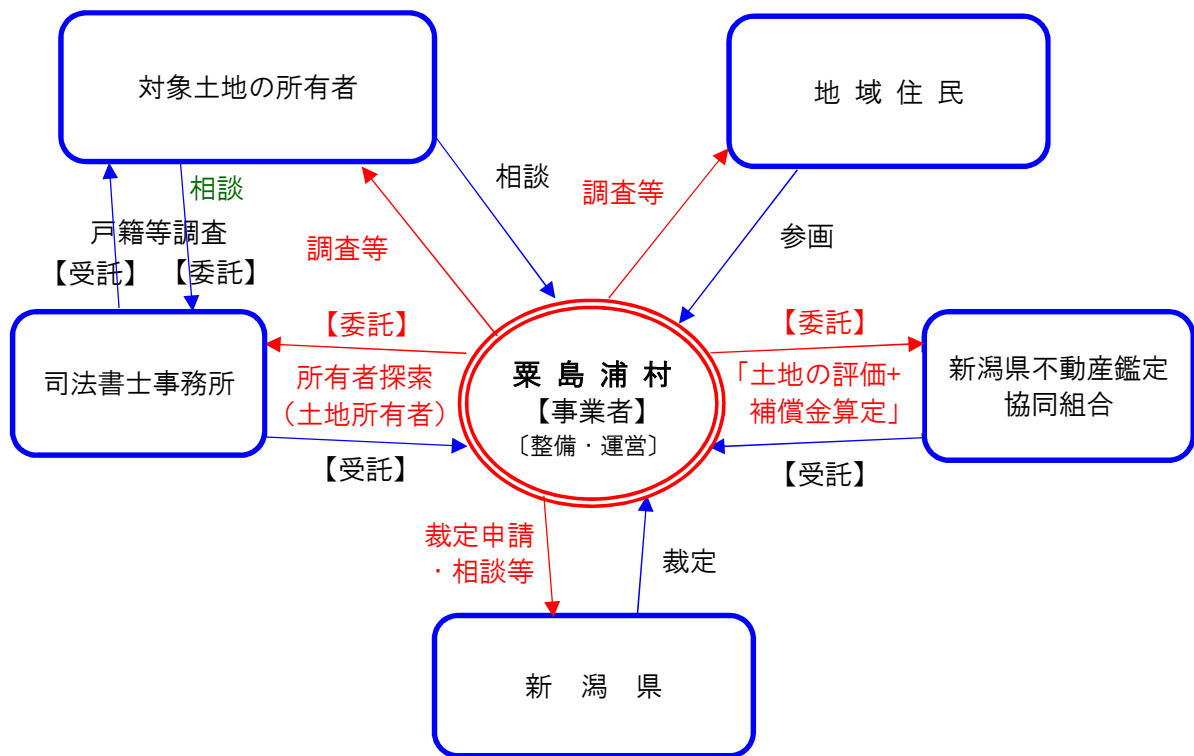 対象土地の所有者
地 域 住 民
相談
相談
調査等
戸籍等調査
【受託】
【委託】
調査等
参画
【委託】
【委託】
司法書士事務所
所有者探索
（土地所有者）
粟 島 浦 村
【事業者】
〔整備・運営〕
「土地の評価+
補償金算定」
新潟県不動産鑑定
協同組合
【受託】
【受託】
裁定申請
・相談等
裁定
新 潟 県